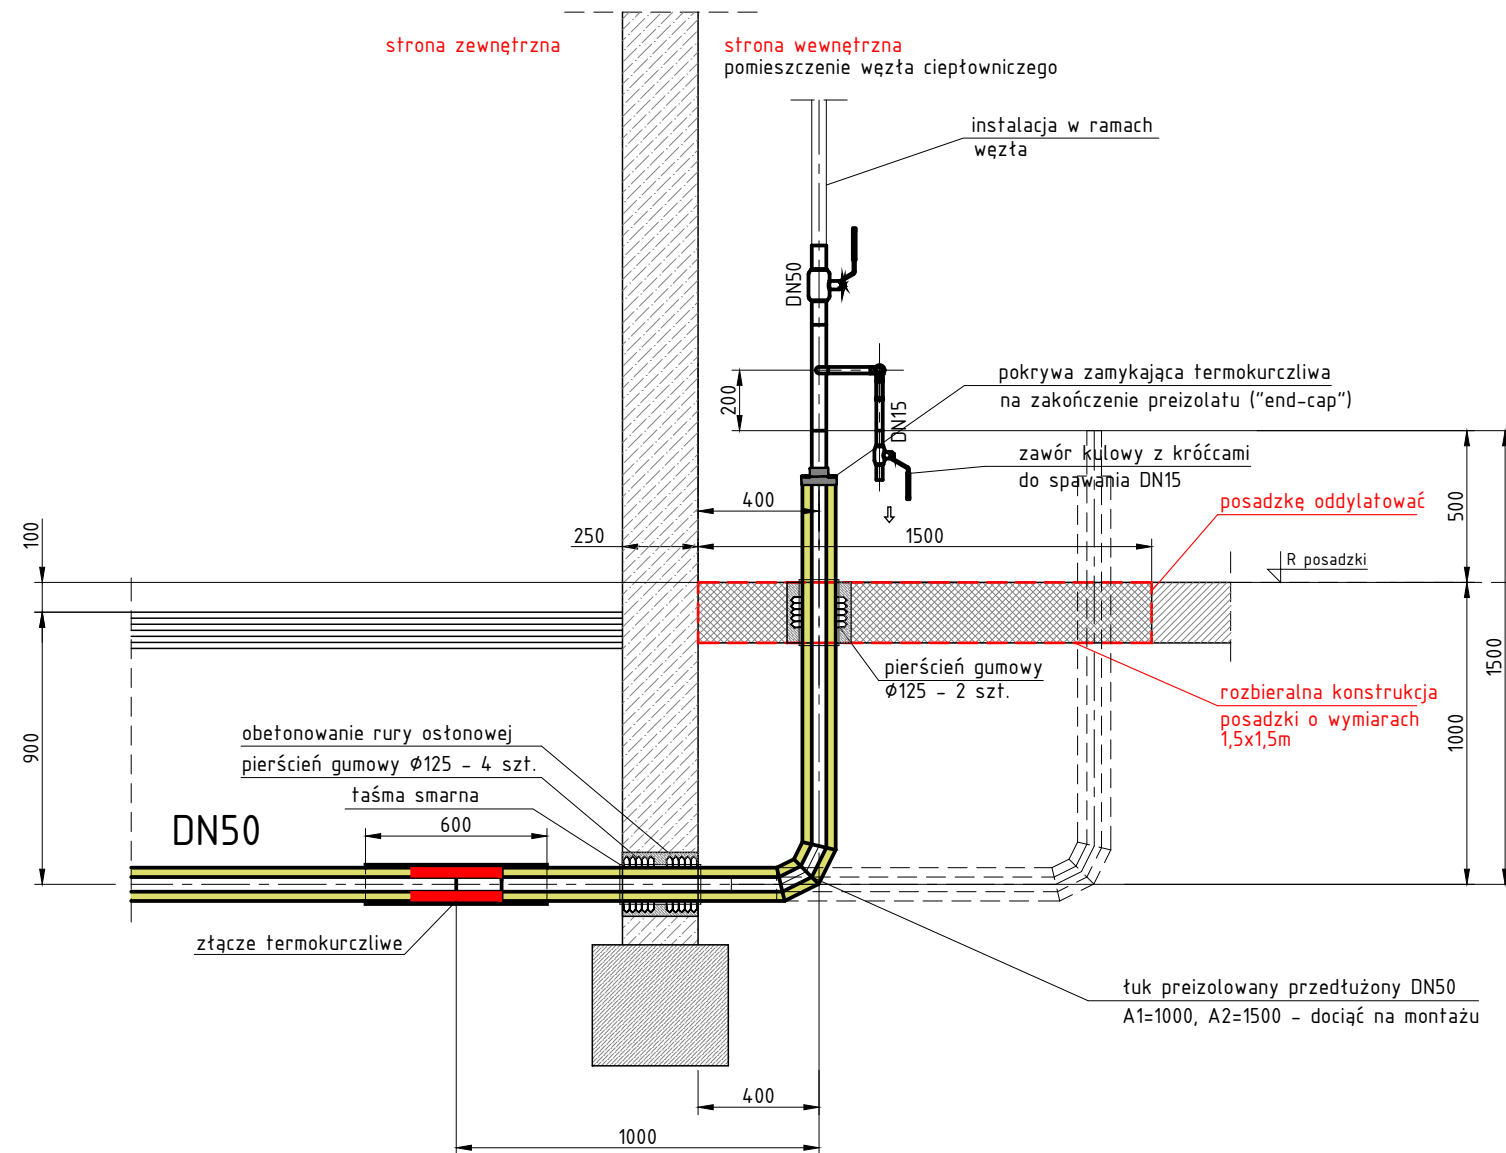 strona zewnętrzna
strona wewnętrzna
pomieszczenie węzła ciepłowniczego
instalacja w ramach
węzła
DN50
200
DN15
pokrywa zamykająca termokurczliwa
na zakończenie preizolatu ("end-cap")
zawór kulowy z króćcami
do spawania DN15
400
250
1500
posadzkę oddylatować
500
100
R posadzki
1500
pierścień gumowy
Φ125 - 2 szt.
rozbieralna konstrukcja
posadzki o wymiarach
1,5x1,5m
1000
900
obetonowanie rury osłonowej
pierścień gumowy Φ125 - 4 szt.
taśma smarna
DN50
600
złącze termokurczliwe
łuk preizolowany przedłużony DN50
A1=1000, A2=1500 - dociąć na montażu
400
1000